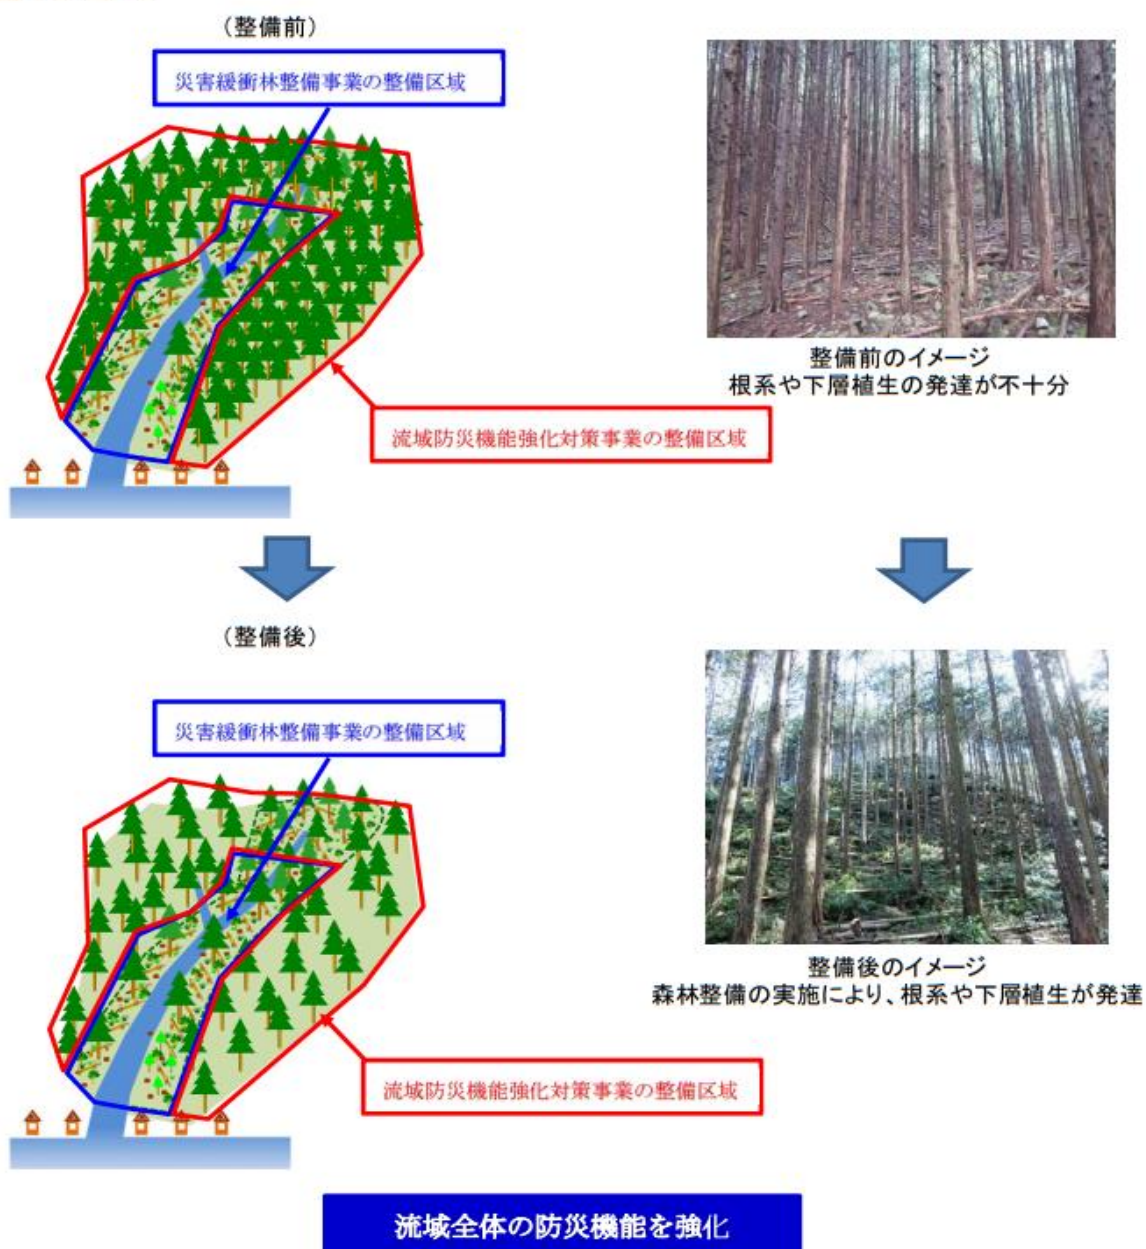 (整備前)
災害緩衝林整備事業の整備区域
整備前のイメージ
根系や下層植生の発達が不十分
流域防災機能強化対策事業の整備区域
(整備後)
災害緩衝林整備事業の整備区域
整備後のイメージ
森林整備の実施により、根系や下層植生が発達
流域防災機能強化対策事業の整備区域
流域全体の防災機能を強化